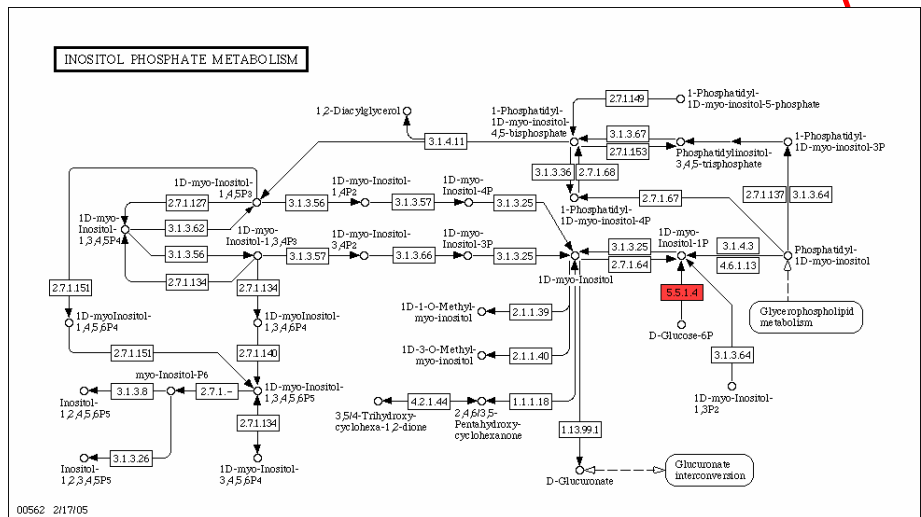 INOSITOL PHOSPHATE METABOLISM
1,2-Diacylglycerol
3.1.4.11
1-Phosphatidyl-
1D-myo-inositol-
4,5-bisphosphate
2.7.1.149
1-Phosphatidyl-
1D-myo-inositol-5-phosphate
3.1.3.67
2.7.1.153
Phosphatidylinositol-
3,4,5-trisphosphate
1-Phosphatidyl-
1D-myo-inositol-3P
3.1.3.36
2.7.1.68
2.7.1.67
2.7.1.137
3.1.3.64
1-Phosphatidyl-
1D-myo-inositol-4P
1D-myo-Inositol-
1,4,5P3
2.7.1.127
3.1.3.62
1D-myo-
Inositol-
1,3,4,5P4
3.1.3.56
2.7.1.134
3.1.3.56
1D-myo-Inositol-
1,4P2
3.1.3.57
1D-myo-
Inositol-4P
3.1.3.25
1D-myo-
Inositol-1,3,4P3
3.1.3.57
1D-myo-Inositol-
3,4P2
3.1.3.66
1D-myo-
Inositol-3P
3.1.3.25
1D-myo-Inositol
3.1.3.25
2.7.1.64
1D-myo-
Inositol-1P
3.1.4.3
4.6.1.13
Phosphatidyl-
1D-myo-inositol
2.7.1.151
2.7.1.134
5.5.1.4
Glycerophospholipid
metabolism
1D-myoInositol-
1,4,5,6P4
1D-myoInositol-
1,3,4,6P4
1D-1-O-Methyl-
myo-inositol
2.1.1.39
D-Glucose-6P
2.7.1.151
2.7.1.140
1D-3-O-Methyl-
myo-inositol
2.1.1.40
3.1.3.64
1D-myo-Inositol-
1,3P2
myo-Inositol-P6
3.1.3.8
2.7.1.-
1D-myo-Inositol-
1,3,4,5,6P5
Inositol-
1,2,4,5,6P5
2.7.1.134
4.2.1.44
1.1.1.18
3,5/4-Trihydroxy-
cyclohexa-1,2-dione
2,4,6/3,5-
Pentahydroxy-
cyclohexanone
1.13.99.1
3.1.3.26
Inositol-
1,2,3,4,5P5
1D-myo-Inositol-
3,4,5,6P4
D-Glucuronate
Glucuronate
interconversion
00562 2/17/05